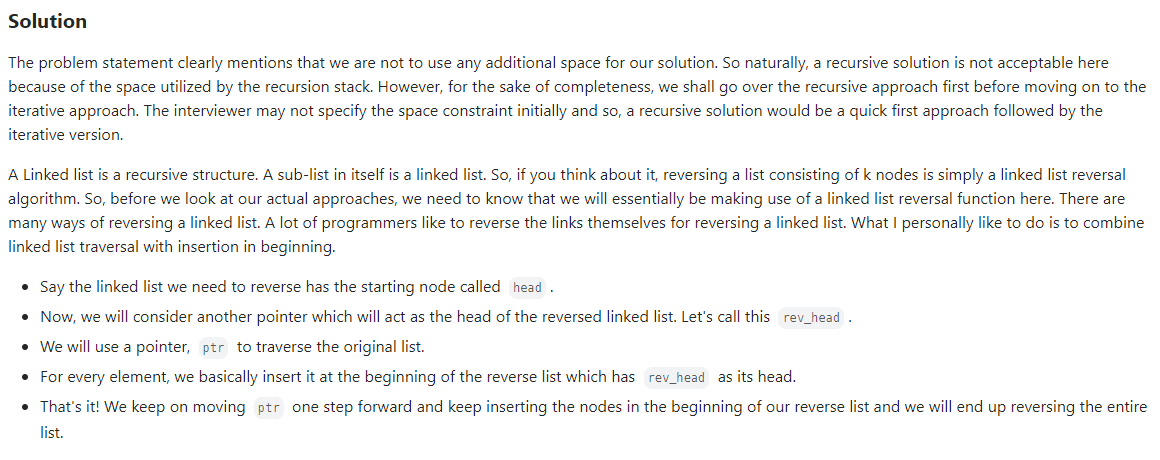 Solution
The problem statement clearly mentions that we are not to use any additional space for our solution. So naturally, a recursive solution is not acceptable here
because of the space utilized by the recursion stack. However, for the sake of completeness, we shall go over the recursive approach first before moving on to the
iterative approach. The interviewer may not specify the space constraint initially and so, a recursive solution would be a quick first approach followed by the
iterative version.
A Linked list is a recursive structure. A sub-list in itself is a linked list. So, if you think about it, reversing a list consisting of k nodes is simply a linked list reversal
algorithm. So, before we look at our actual approaches, we need to know that we will essentially be making use of a linked list reversal function here. There are
many ways of reversing a linked list. A lot of programmers like to reverse the links themselves for reversing a linked list. What I personally like to do is to combine
linked list traversal with insertion in beginning.
• Say the linked list we need to reverse has the starting node called head .
• Now, we will consider another pointer which will act as the head of the reversed linked list. Let's call this rev_head .
• We will use a pointer, ptr to traverse the original list.
• For every element, we basically insert it at the beginning of the reverse list which has rev_head as its head.
• That's it! We keep on moving ptr one step forward and keep inserting the nodes in the beginning of our reverse list and we will end up reversing the entire
list.